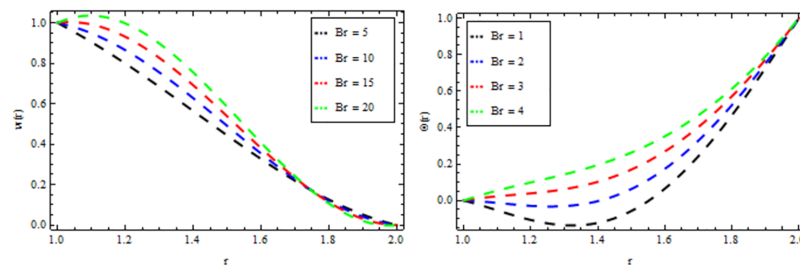 1.0
0.8
0.6
0.4
0.2
0.0
w(r)
Br = 5
Br = 10
Br = 15
Br = 20
1.0 1.2 1.4 1.6 1.8 2.0
r
1.0
0.8
0.6
0.4
0.2
0.0
Θ(r)
Br = 1
Br = 2
Br = 3
Br = 4
1.0 1.2 1.4 1.6 1.8 2.0
r